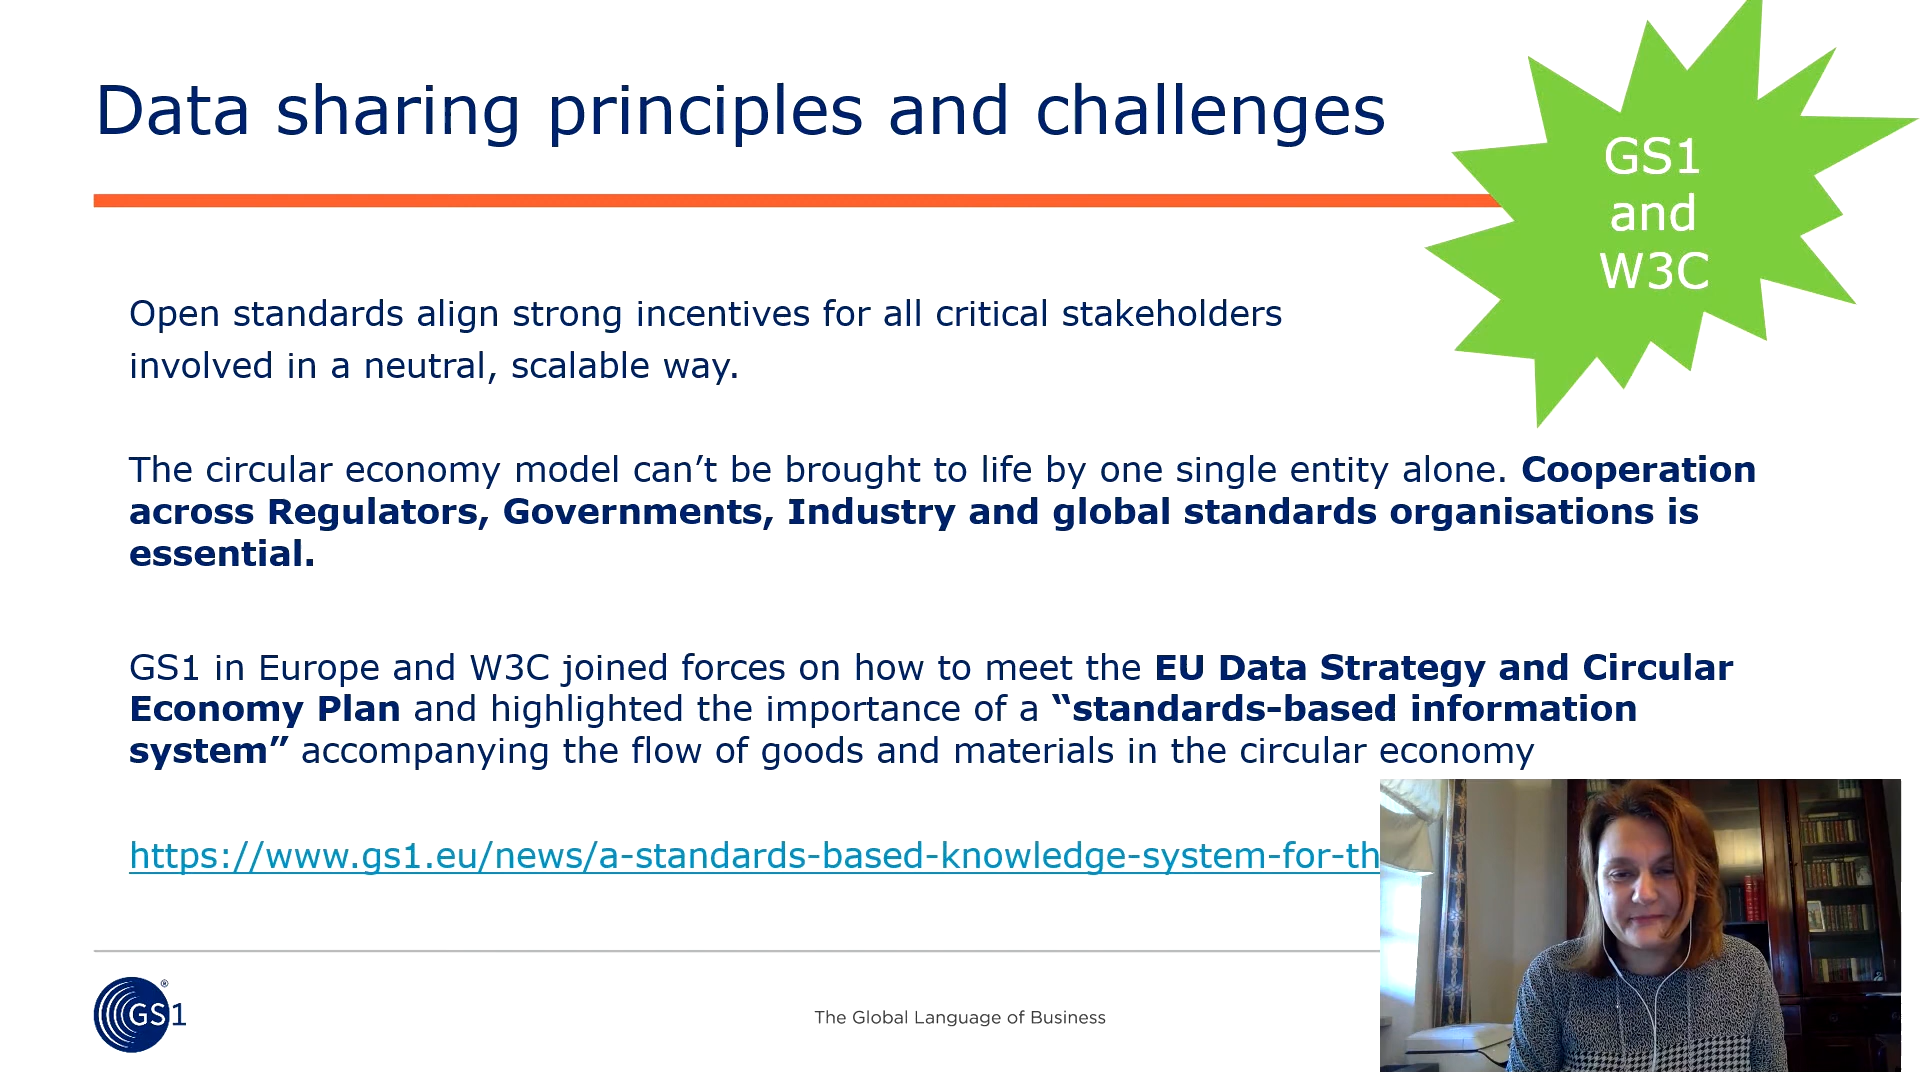 Data sharing principles and challenges
GS1
and
W3C
Open standards align strong incentives for all critical stakeholders
involved in a neutral, scalable way.
The circular economy model can’t be brought to life by one single entity alone. Cooperation
across Regulators, Governments, Industry and global standards organisations is
essential.
GS1 in Europe and W3C joined forces on how to meet the EU Data Strategy and Circular
Economy Plan and highlighted the importance of a “standards-based information
system” accompanying the flow of goods and materials in the circular economy
https://www.gs1.eu/news/a-standards-based-knowledge-system-for-th
GS1®
The Global Language of Business